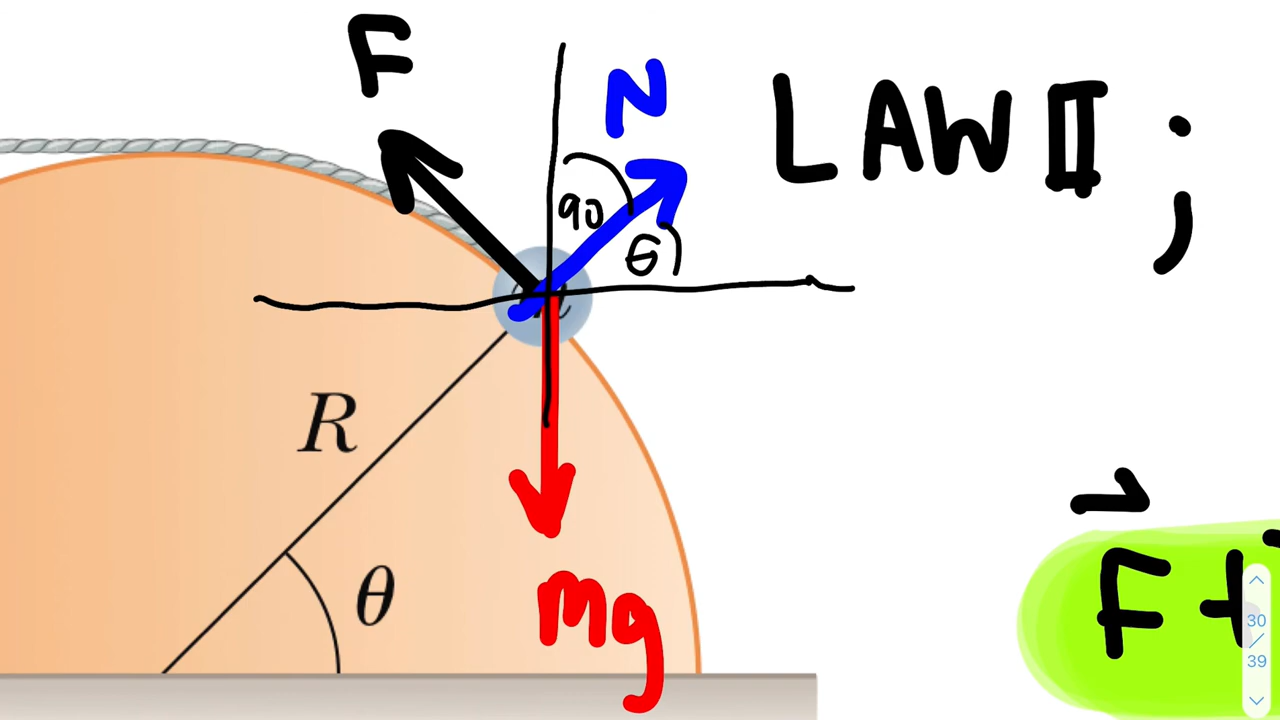 F
N
LAW II ;
90
θ
R
θ
mg
F +
30
/
39